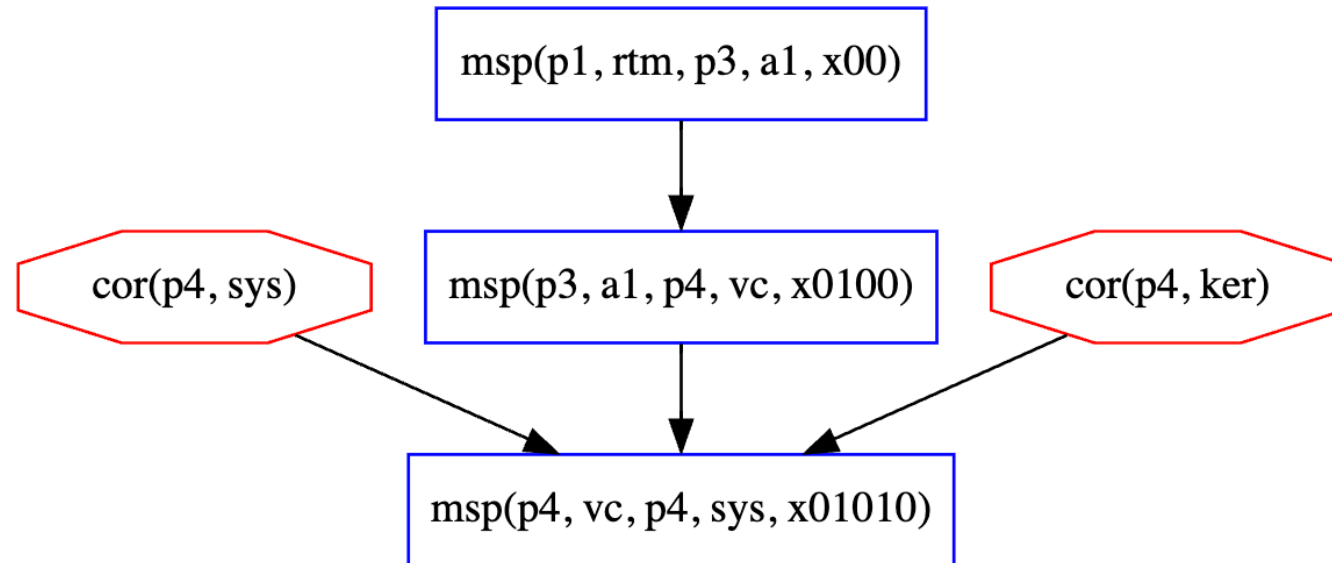 msp(p1, rtm, p3, a1, x00)
cor(p4, sys)
msp(p3, a1, p4, vc, x0100)
cor(p4, ker)
msp(p4, vc, p4, sys, x01010)